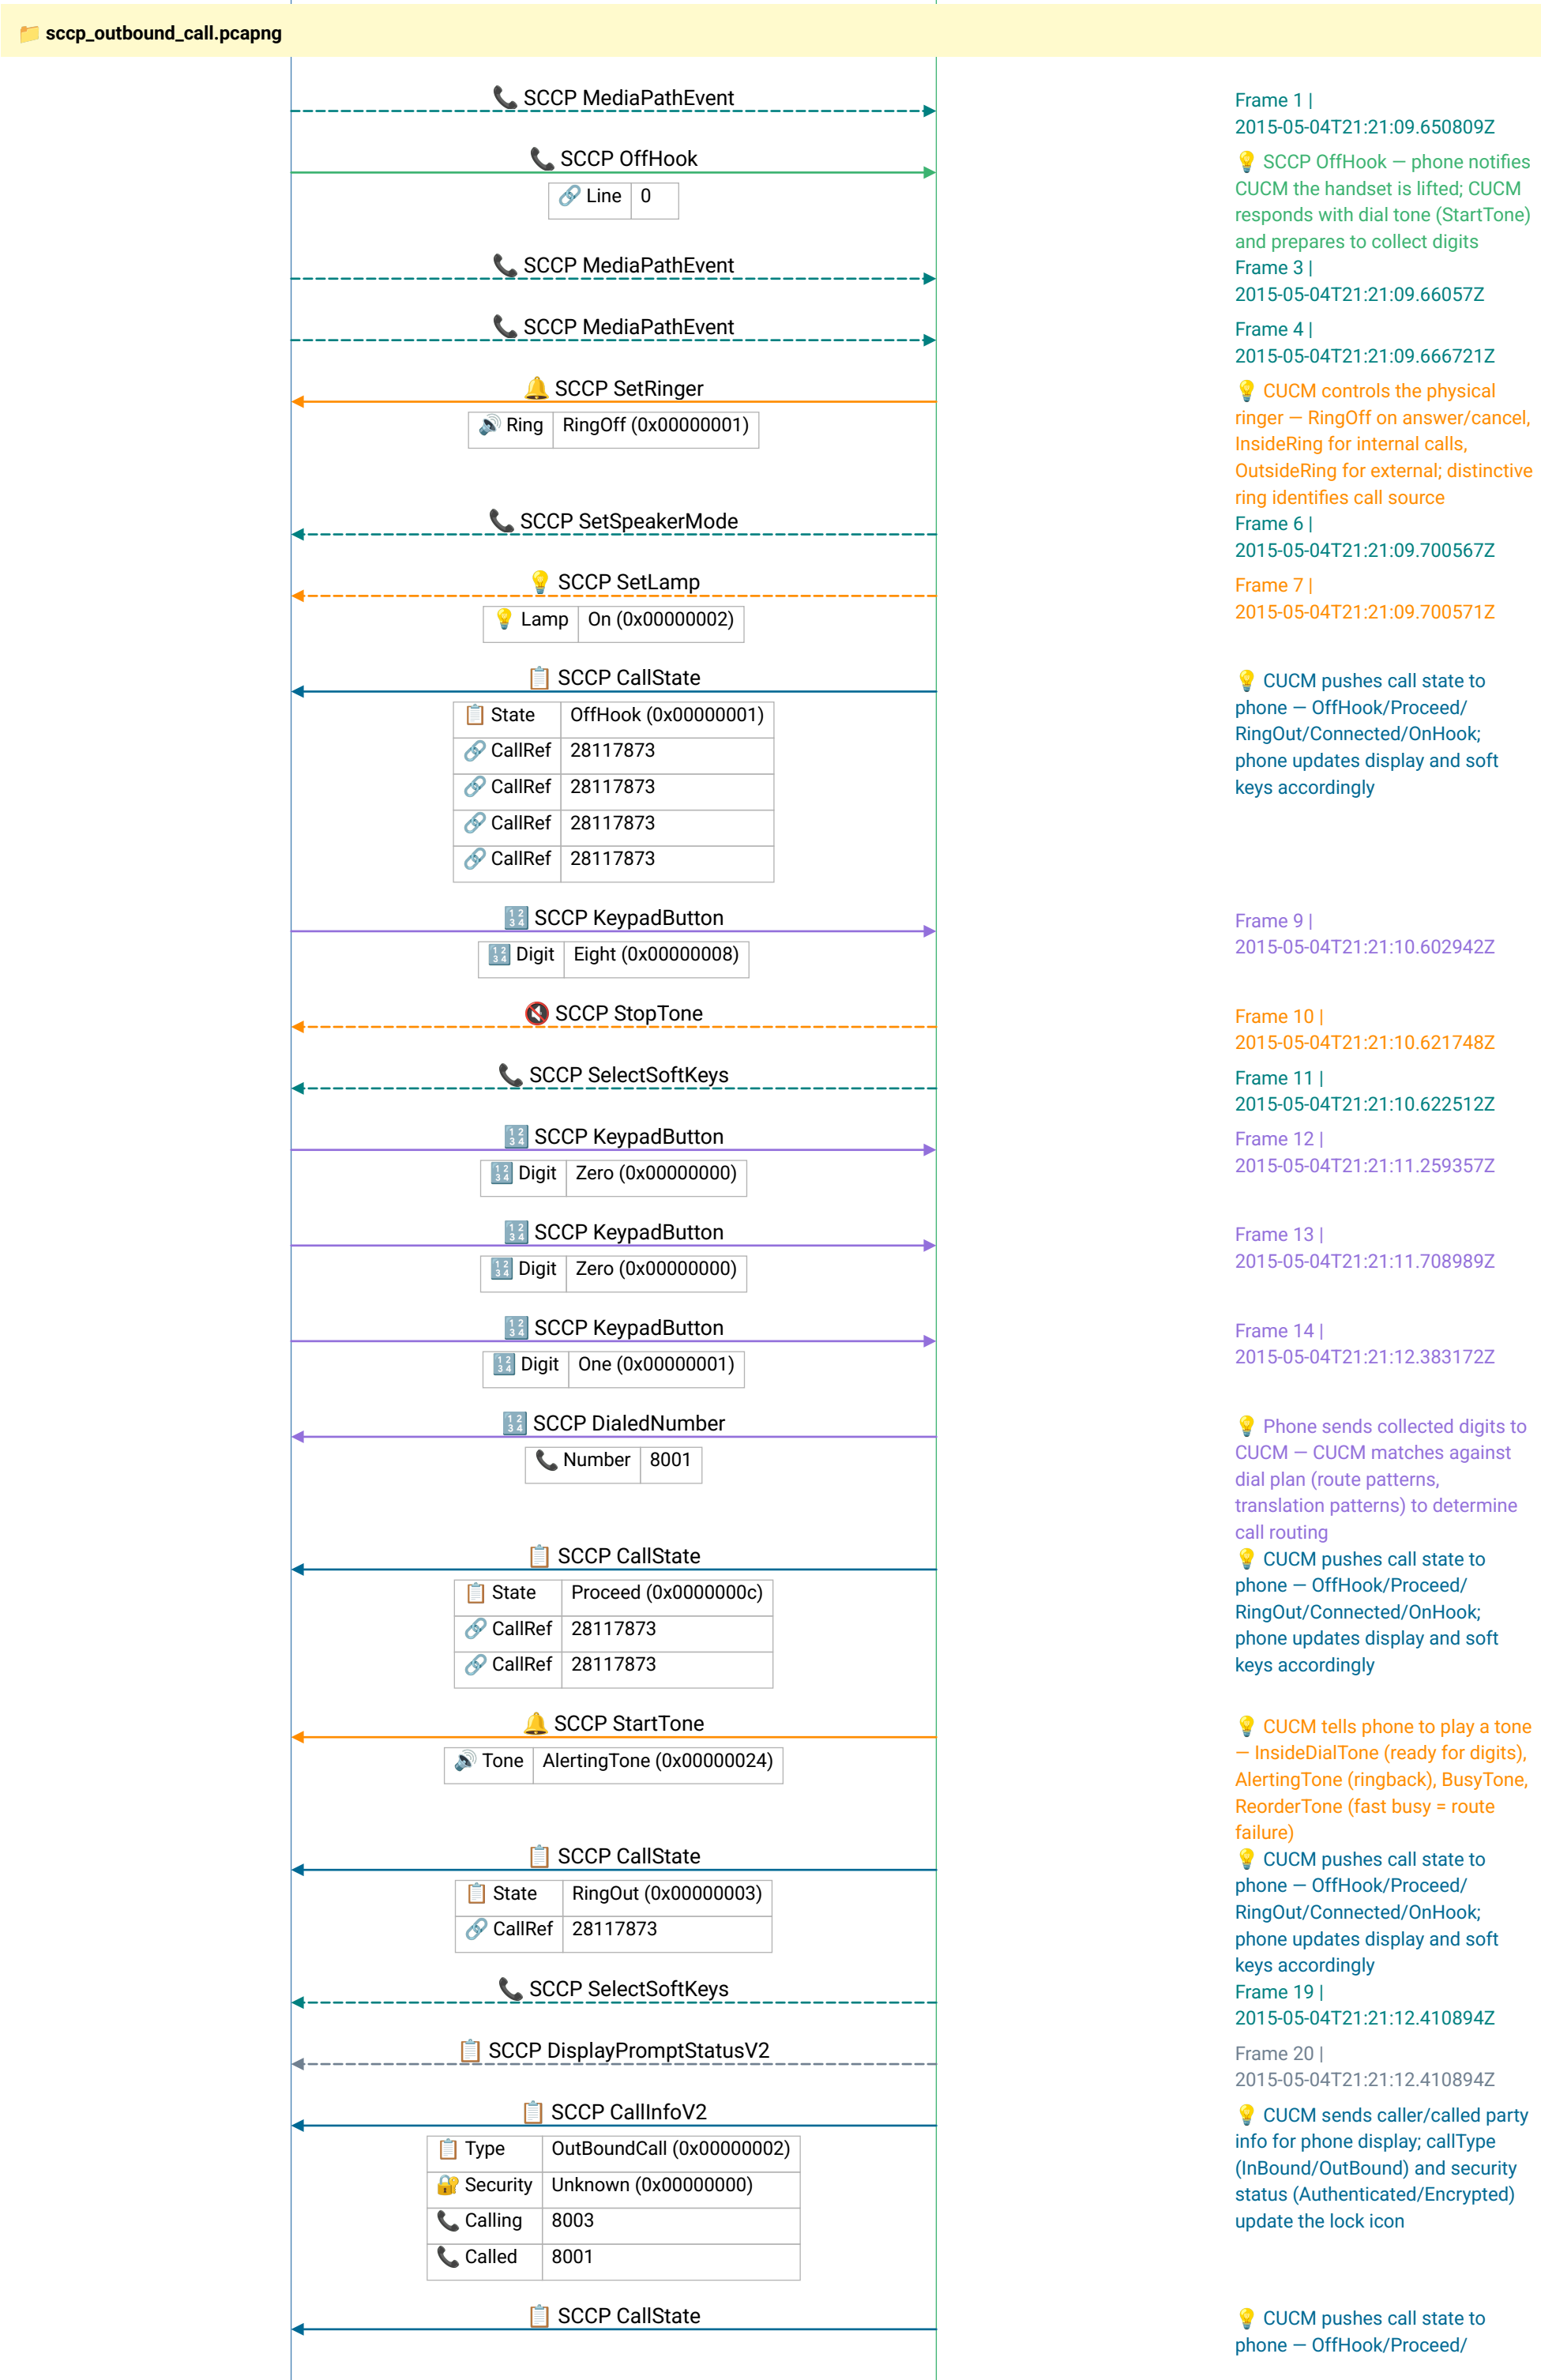 sccp_outbound_call.pcapng
SCCP MediaPathEvent
Frame 1 |
2015-05-04T21:21:09.650809Z
SCCP OffHook
Line 0
SCCP OffHook — phone notifies
CUCM the handset is lifted; CUCM
responds with dial tone (StartTone)
and prepares to collect digits
SCCP MediaPathEvent
Frame 3 |
2015-05-04T21:21:09.66057Z
SCCP MediaPathEvent
Frame 4 |
2015-05-04T21:21:09.666721Z
SCCP SetRinger
Ring RingOff (0x00000001)
CUCM controls the physical
ringer — RingOff on answer/cancel,
InsideRing for internal calls,
OutsideRing for external; distinctive
ring identifies call source
SCCP SetSpeakerMode
Frame 6 |
2015-05-04T21:21:09.700567Z
SCCP SetLamp
Lamp On (0x00000002)
Frame 7 |
2015-05-04T21:21:09.700571Z
SCCP CallState
State OffHook (0x00000001)
CallRef 28117873
CallRef 28117873
CallRef 28117873
CallRef 28117873
CUCM pushes call state to
phone — OffHook/Proceed/
RingOut/Connected/OnHook;
phone updates display and soft
keys accordingly
SCCP KeypadButton
Digit Eight (0x00000008)
Frame 9 |
2015-05-04T21:21:10.602942Z
SCCP StopTone
Frame 10 |
2015-05-04T21:21:10.621748Z
SCCP SelectSoftKeys
Frame 11 |
2015-05-04T21:21:10.622512Z
SCCP KeypadButton
Digit Zero (0x00000000)
Frame 12 |
2015-05-04T21:21:11.259357Z
SCCP KeypadButton
Digit Zero (0x00000000)
Frame 13 |
2015-05-04T21:21:11.708989Z
SCCP KeypadButton
Digit One (0x00000001)
Frame 14 |
2015-05-04T21:21:12.383172Z
SCCP DialedNumber
Number 8001
Phone sends collected digits to
CUCM — CUCM matches against
dial plan (route patterns,
translation patterns) to determine
call routing
SCCP CallState
State Proceed (0x0000000c)
CallRef 28117873
CallRef 28117873
CUCM pushes call state to
phone — OffHook/Proceed/
RingOut/Connected/OnHook;
phone updates display and soft
keys accordingly
SCCP StartTone
Tone AlertingTone (0x00000024)
CUCM tells phone to play a tone
— InsideDialTone (ready for digits),
AlertingTone (ringback), BusyTone,
ReorderTone (fast busy = route
failure)
SCCP CallState
State RingOut (0x00000003)
CallRef 28117873
CUCM pushes call state to
phone — OffHook/Proceed/
RingOut/Connected/OnHook;
phone updates display and soft
keys accordingly
SCCP SelectSoftKeys
Frame 19 |
2015-05-04T21:21:12.410894Z
SCCP DisplayPromptStatusV2
Frame 20 |
2015-05-04T21:21:12.410894Z
SCCP CallInfoV2
Type OutBoundCall (0x00000002)
Security Unknown (0x00000000)
Calling 8003
Called 8001
CUCM sends caller/called party
info for phone display; callType
(InBound/OutBound) and security
status (Authenticated/Encrypted)
update the lock icon
SCCP CallState
CUCM pushes call state to
phone — OffHook/Proceed/